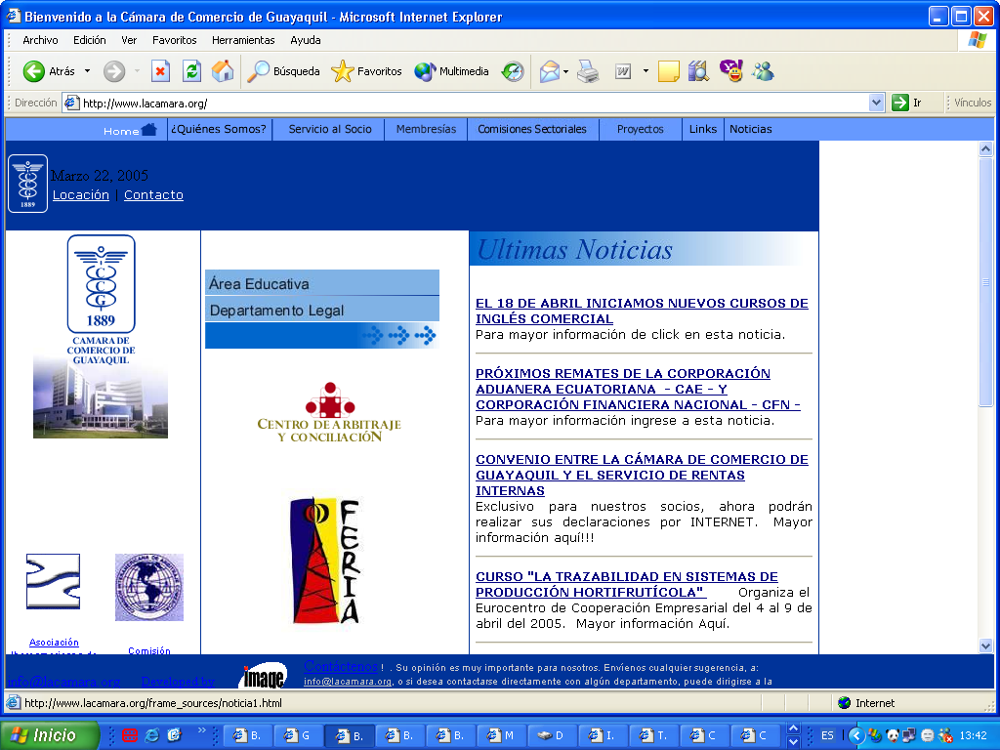 Bienvenido a la Cámara de Comercio de Guayaquil - Microsoft Internet Explorer
Archivo Edición Ver Favoritos Herramientas Ayuda
Atrás Búsqueda Favoritos Multimedia
Dirección http://www.lacamara.org/ Ir Vínculos
Home ¿Quiénes Somos? Servicio al Socio Membresías Comisiones Sectoriales Proyectos Links Noticias
1889
Marzo 22, 2005
Locación | Contacto
C
C
G
1889
CAMARA DE
COMERCIO DE
GUAYAQUIL
Asociación
Comisión
Área Educativa
Departamento Legal
CENTRO DE ARBITRAJE
Y CONCILIACIÓN
FERIA
Ultimas Noticias
EL 18 DE ABRIL INICIAMOS NUEVOS CURSOS DE
INGLÉS COMERCIAL
Para mayor información de click en esta noticia.
PRÓXIMOS REMATES DE LA CORPORACIÓN
ADUANERA ECUATORIANA - CAE - Y
CORPORACIÓN FINANCIERA NACIONAL - CFN -
Para mayor información ingrese a esta noticia.
CONVENIO ENTRE LA CÁMARA DE COMERCIO DE
GUAYAQUIL Y EL SERVICIO DE RENTAS
INTERNAS
Exclusivo para nuestros socios, ahora podrán
realizar sus declaraciones por INTERNET. Mayor
información aquí!!!
CURSO "LA TRAZABILIDAD EN SISTEMAS DE
PRODUCCIÓN HORTIFRUTÍCOLA" Organiza el
Eurocentro de Cooperación Empresarial del 4 al 9 de
abril del 2005. Mayor información Aquí.
info@lacamara.org Developed by image
Contáctenos ! . Su opinión es muy importante para nosotros. Envíenos cualquier sugerencia, a:
info@lacamara.org, o si desea contactarse directamente con algún departamento, puede dirigirse a la
http://www.lacamara.org/frame_sources/noticia1.html Internet
Inicio B. G B. B. B. M D I. T. C C ES 13:42